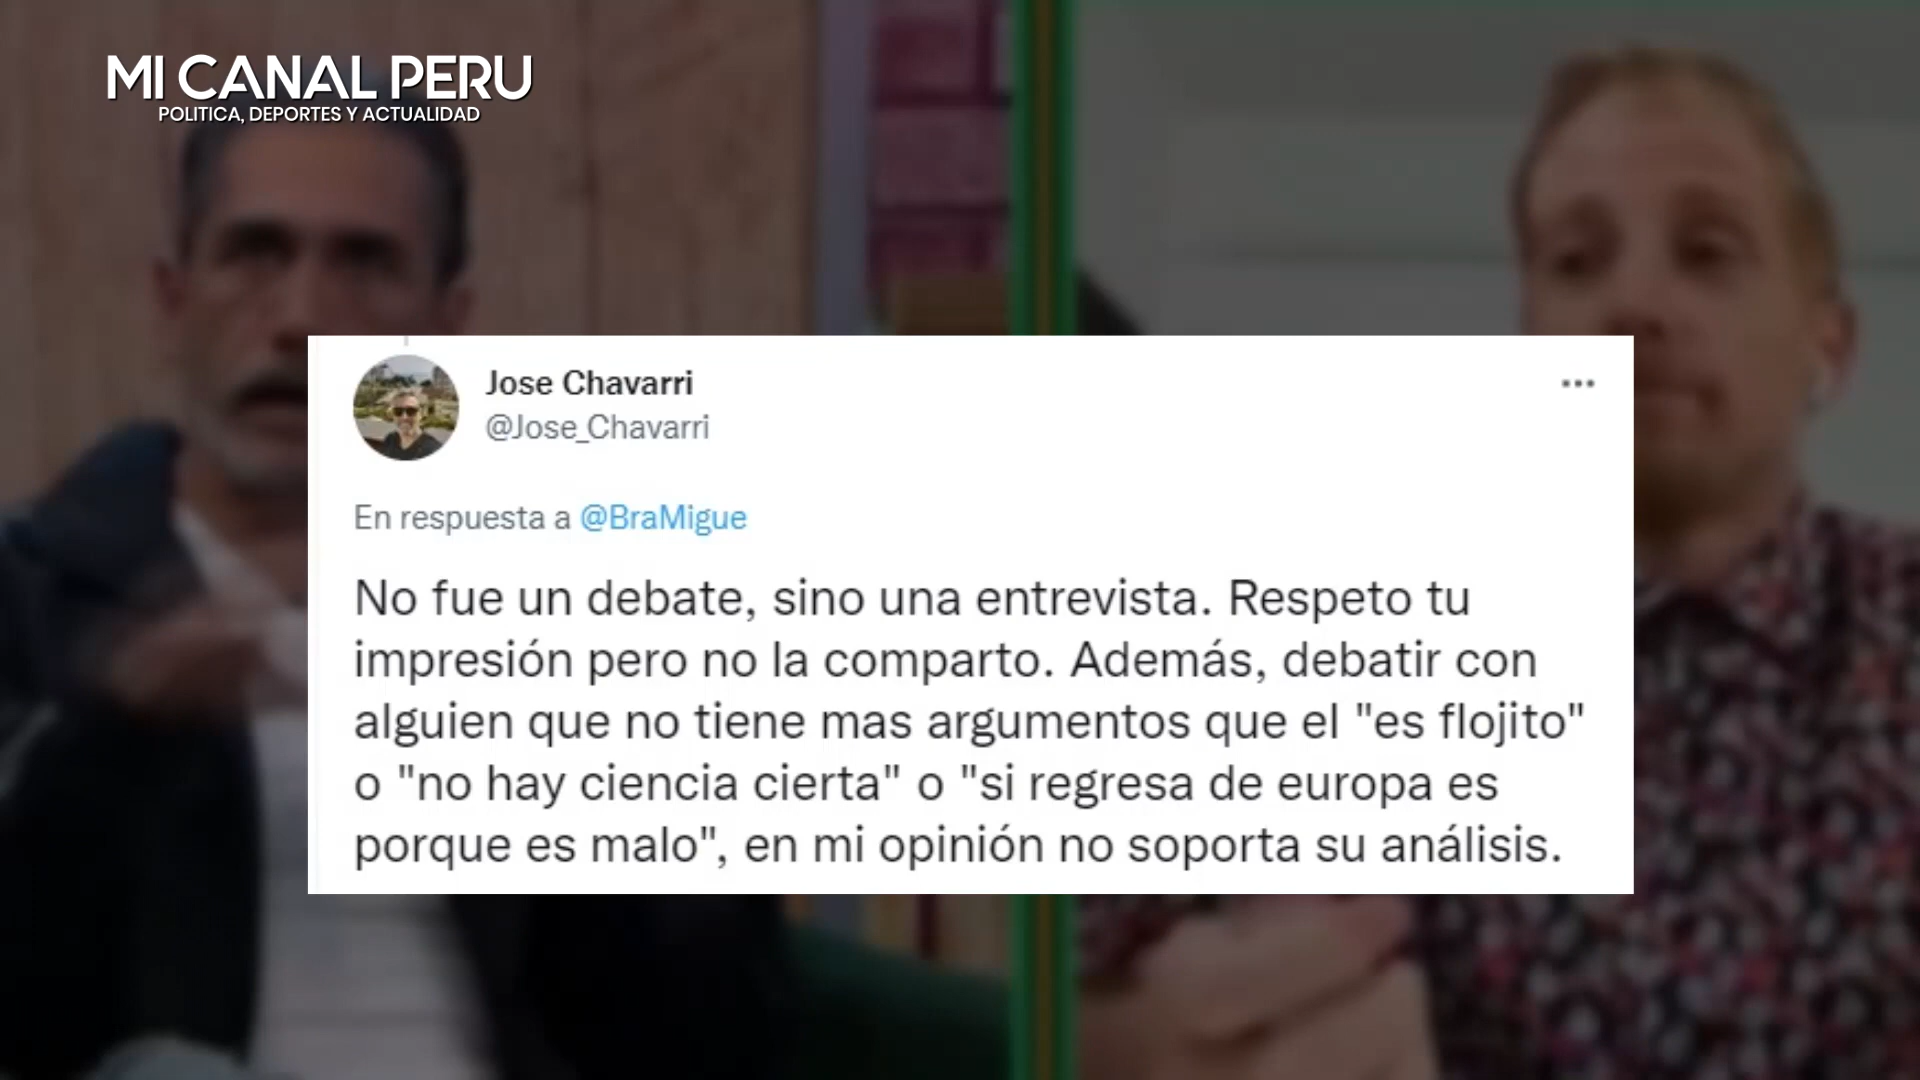 MI CANAL PERU
POLITICA, DEPORTES Y ACTUALIDAD
Jose Chavarri
@Jose_Chavarri
En respuesta a @BraMigue
No fue un debate, sino una entrevista. Respeto tu
impresión pero no la comparto. Además, debatir con
alguien que no tiene mas argumentos que el "es flojito"
o "no hay ciencia cierta" o "si regresa de europa es
porque es malo", en mi opinión no soporta su análisis.